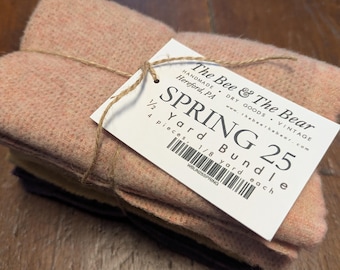 The Bee & The Bear
HANDMADE • DRY GOODS • VINTAGE
Hereford, PA
SPRING 25
½ Yard Bundle
4 pieces - 1/8 yard each